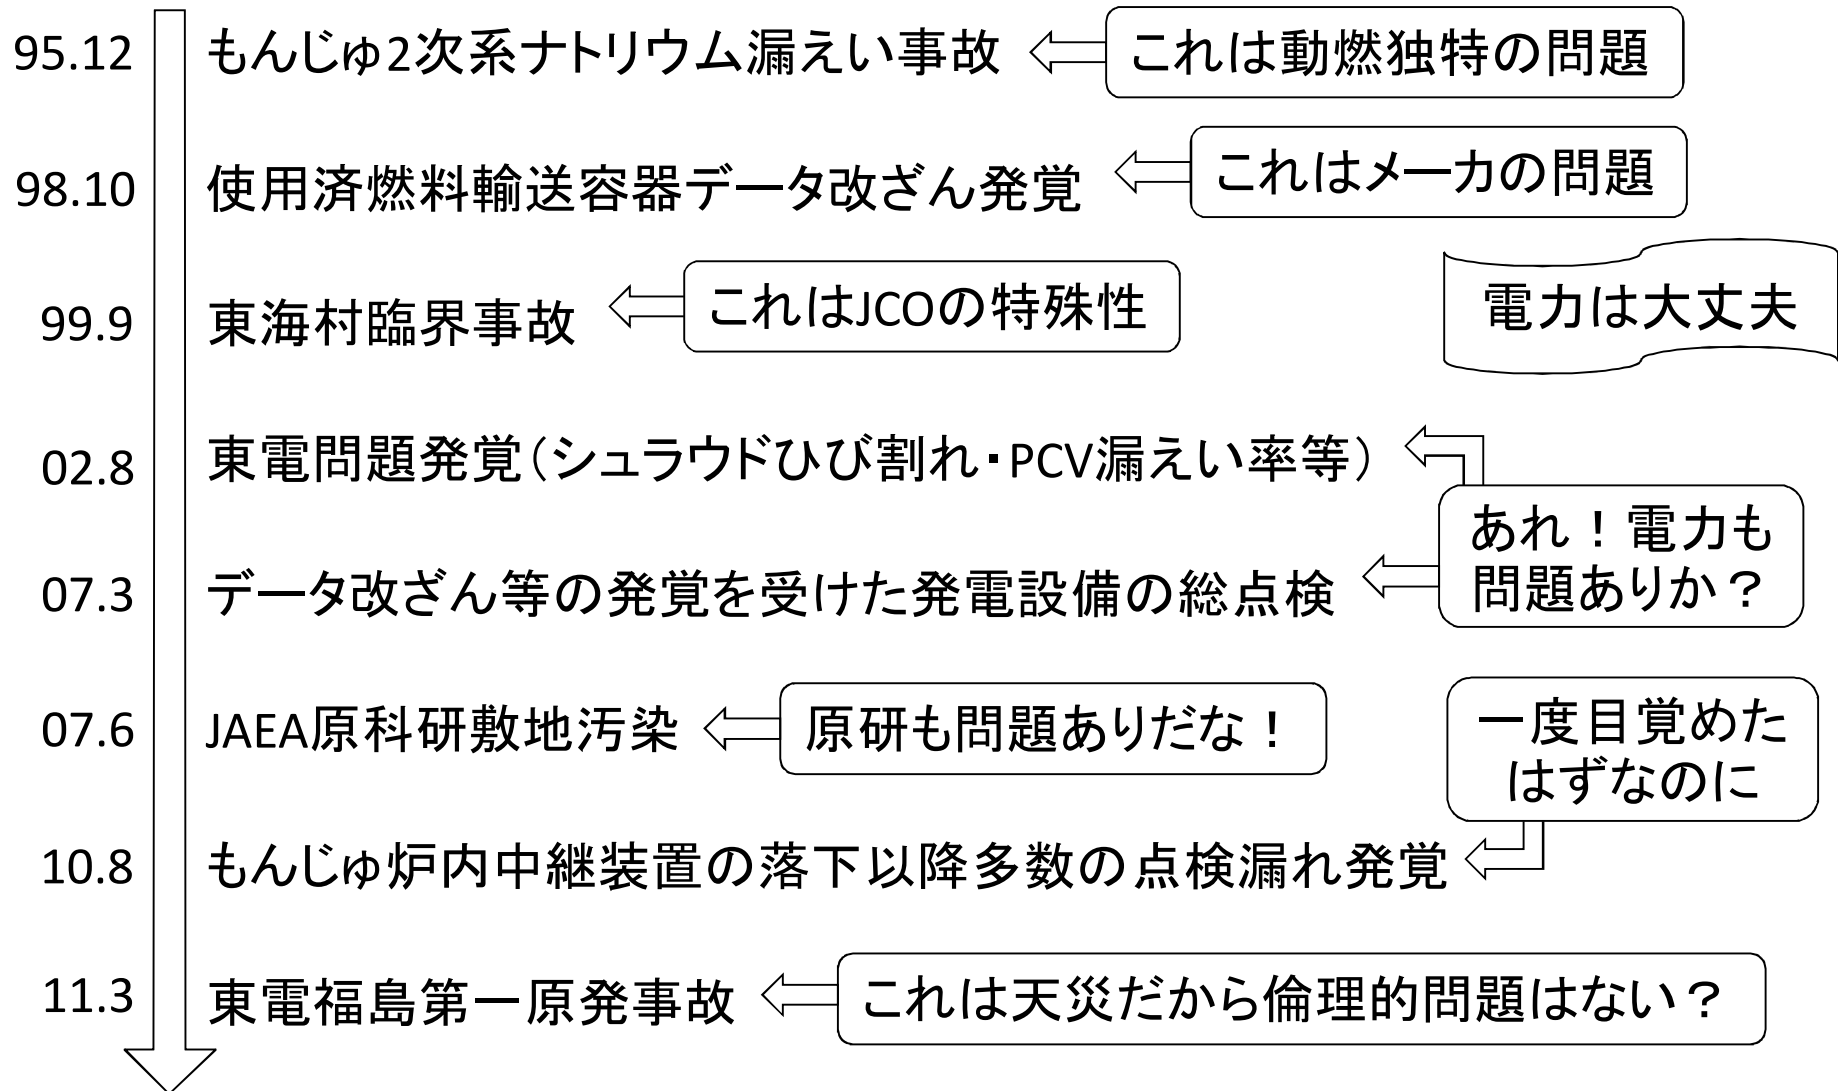 95.12 もんじゅ2次系ナトリウム漏えい事故 これは動燃独特の問題
98.10 使用済燃料輸送容器データ改ざん発覚 これはメーカの問題
99.9 東海村臨界事故 これはJCOの特殊性
電力は大丈夫
02.8 東電問題発覚(シュラウドひび割れ・PCV漏えい率等)
あれ!電力も
問題ありか?
07.3 データ改ざん等の発覚を受けた発電設備の総点検
07.6 JAEA原科研敷地汚染 原研も問題ありだな!
一度目覚めた
はずなのに
10.8 もんじゅ炉内中継装置の落下以降多数の点検漏れ発覚
11.3 東電福島第一原発事故 これは天災だから倫理的問題はない?